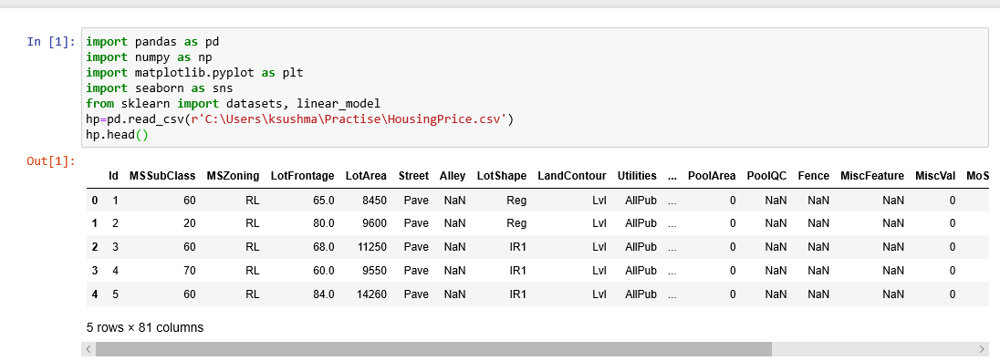 In [1]: import pandas as pd
import numpy as np
import matplotlib.pyplot as plt
import seaborn as sns
from sklearn import datasets, linear_model
hp=pd.read_csv(r'C:\Users\ksushma\Practise\HousingPrice.csv')
hp.head()
Out[1]:
Id MSSubClass MSZoning LotFrontage LotArea Street Alley LotShape LandContour Utilities ... PoolArea PoolQC Fence MiscFeature MiscVal MoS
0 1 60 RL 65.0 8450 Pave NaN Reg Lvl AllPub ... 0 NaN NaN NaN 0
1 2 20 RL 80.0 9600 Pave NaN Reg Lvl AllPub ... 0 NaN NaN NaN 0
2 3 60 RL 68.0 11250 Pave NaN IR1 Lvl AllPub ... 0 NaN NaN NaN 0
3 4 70 RL 60.0 9550 Pave NaN IR1 Lvl AllPub ... 0 NaN NaN NaN 0
4 5 60 RL 84.0 14260 Pave NaN IR1 Lvl AllPub ... 0 NaN NaN NaN 0
5 rows × 81 columns